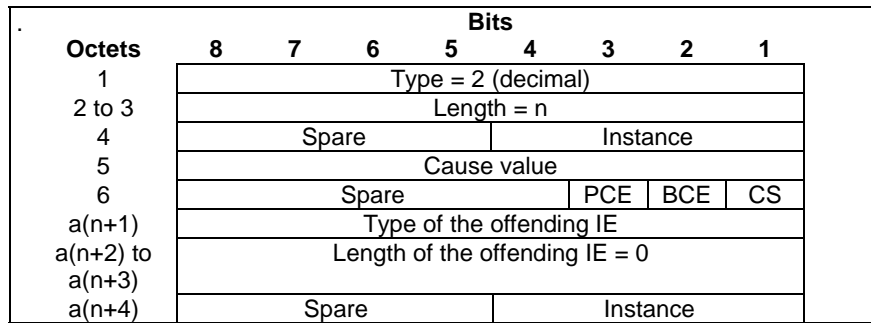 .
Bits
Octets 8 7 6 5 4 3 2 1
1 Type = 2 (decimal)
2 to 3 Length = n
4 Spare Instance
5 Cause value
6 Spare PCE BCE CS
a(n+1) Type of the offending IE
a(n+2) to Length of the offending IE = 0
a(n+3)
a(n+4) Spare Instance